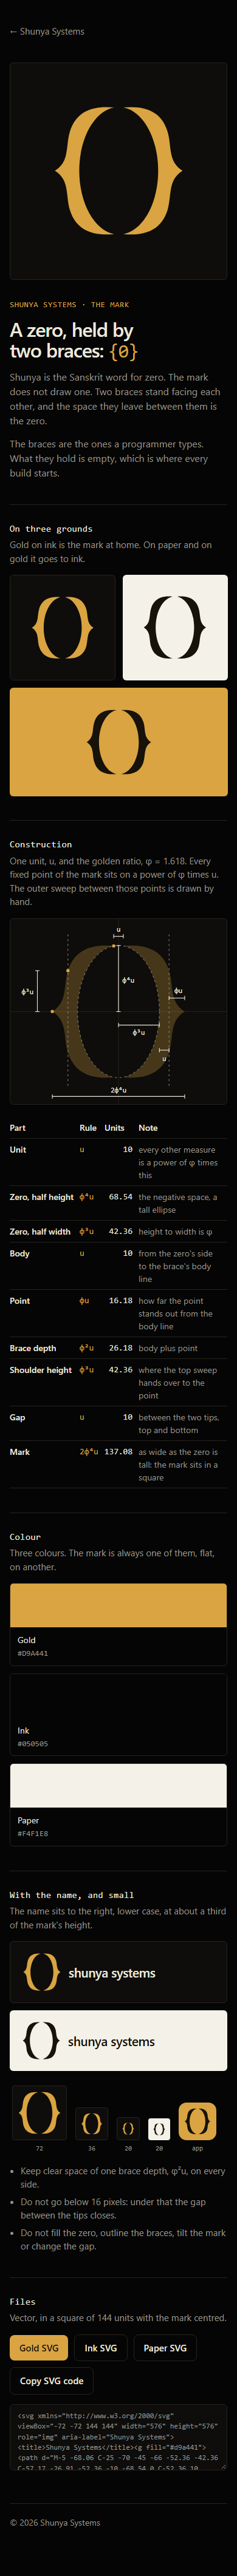 ← Shunya Systems
SHUNYA SYSTEMS · THE MARK
A zero, held by
two braces: {0}
Shunya is the Sanskrit word for zero. The mark
does not draw one. Two braces stand facing each
other, and the space they leave between them is
the zero.
The braces are the ones a programmer types.
What they hold is empty, which is where every
build starts.
On three grounds
Gold on ink is the mark at home. On paper and on
gold it goes to ink.
Construction
One unit, u, and the golden ratio, φ = 1.618. Every
fixed point of the mark sits on a power of φ times u.
The outer sweep between those points is drawn by
hand.
u
φ⁴u
φ³u
φu
φ³u
u
2φ⁴u
Part Rule Units Note
Unit u 10 every other measure
is a power of φ times
this
Zero, half height φ⁴u 68.54 the negative space, a
tall ellipse
Zero, half width φ³u 42.36 height to width is φ
Body u 10 from the zero's side
to the brace's body
line
Point φu 16.18 how far the point
stands out from the
body line
Brace depth φ²u 26.18 body plus point
Shoulder height φ³u 42.36 where the top sweep
hands over to the
point
Gap u 10 between the two tips,
top and bottom
Mark 2φ⁴u 137.08 as wide as the zero is
tall: the mark sits in a
square
Colour
Three colours. The mark is always one of them, flat,
on another.
Gold
#D9A441
Ink
#050505
Paper
#F4F1E8
With the name, and small
The name sits to the right, lower case, at about a third
of the mark's height.
shunya systems
shunya systems
72 36 20 20 app
• Keep clear space of one brace depth, φ²u, on every
side.
• Do not go below 16 pixels: under that the gap
between the tips closes.
• Do not fill the zero, outline the braces, tilt the mark
or change the gap.
Files
Vector, in a square of 144 units with the mark centred.
Gold SVG Ink SVG Paper SVG
Copy SVG code
<svg xmlns="http://www.w3.org/2000/svg"
viewBox="-72 -72 144 144" width="576" height="576"
role="img" aria-label="Shunya Systems">
<title>Shunya Systems</title><g fill="#d9a441">
<path d="M-5 -68.06 C-25 -70 -45 -66 -52.36 -42.36
© 2026 Shunya Systems